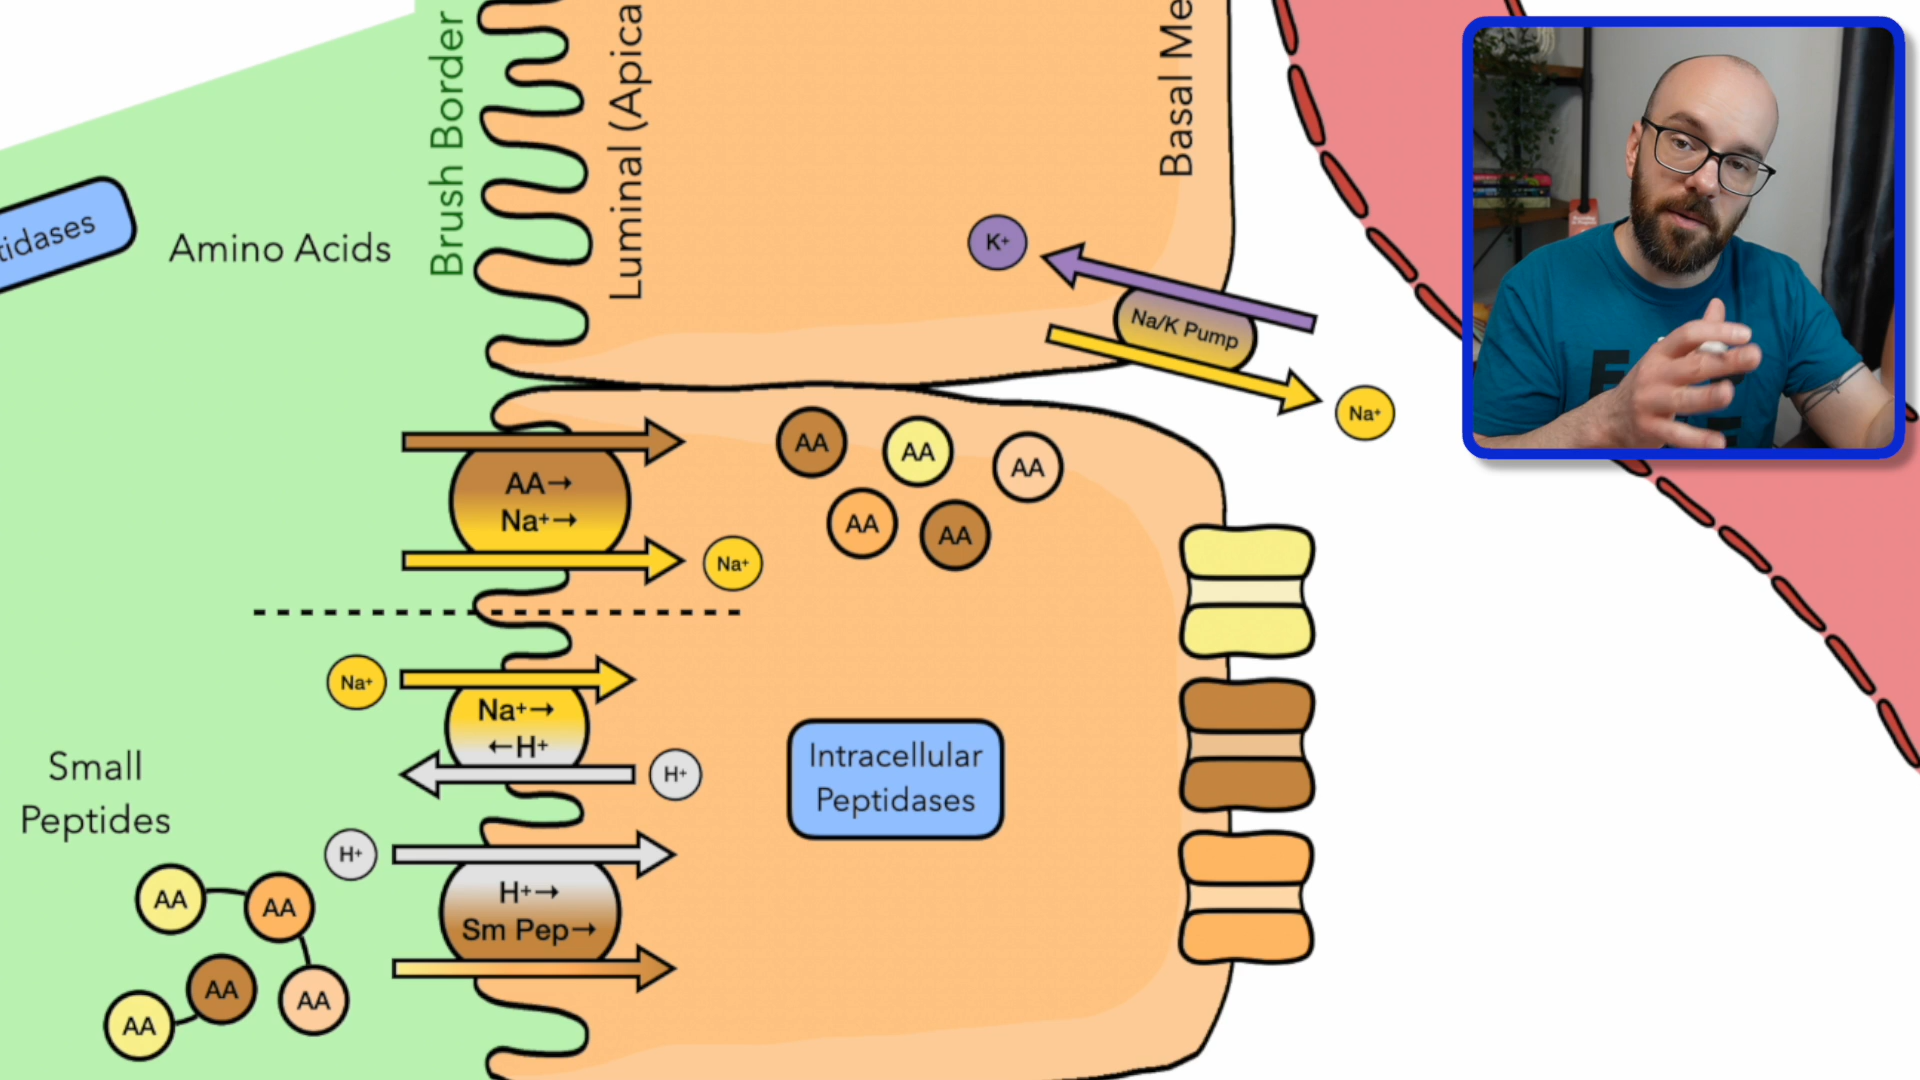 Brush Border
Luminal (Apica
Basal Me
tidases
Amino Acids
K+
Na/K Pump
Na+
AA→
Na+→
Na+
AA
AA
AA
AA
AA
Na+
Na+→
←H+
H+
Small
Peptides
H+
H+→
Sm Pep→
Intracellular
Peptidases
AA
AA
AA
AA
AA